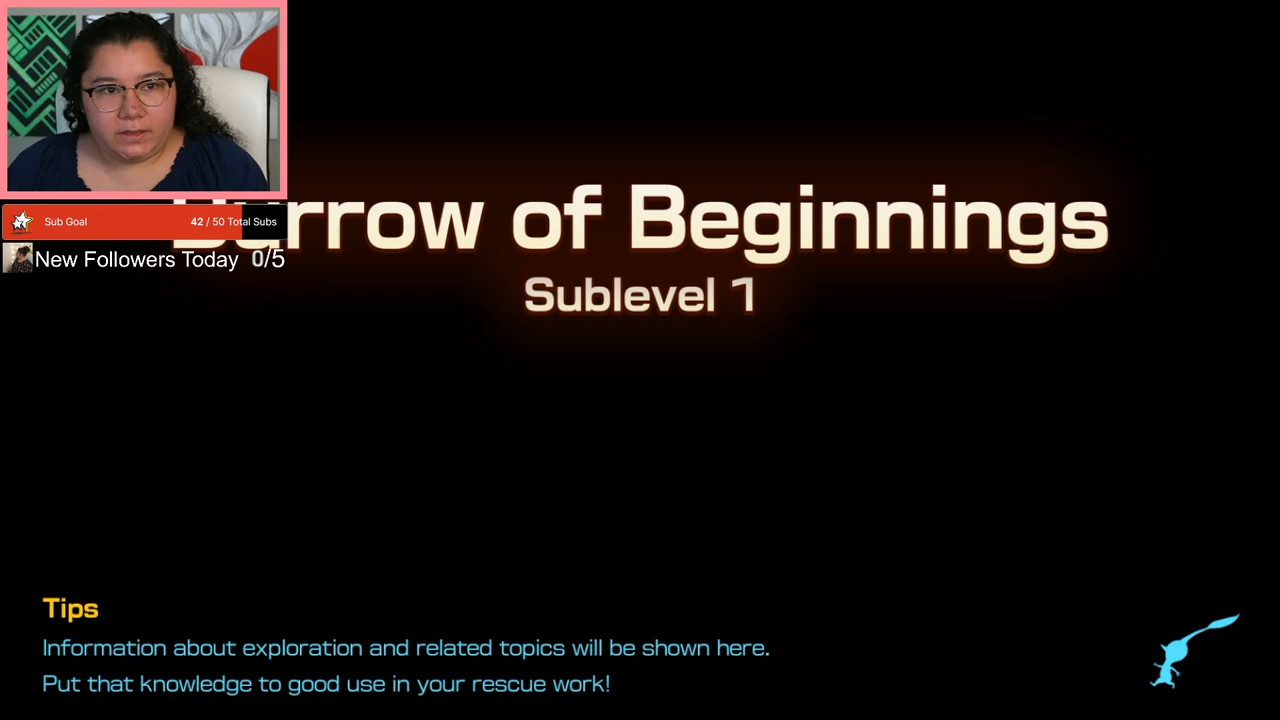 Sub Goal 42 / 50 Total Subs
New Followers Today 0/5
Burrow of Beginnings
Sublevel 1
Tips
Information about exploration and related topics will be shown here.
Put that knowledge to good use in your rescue work!